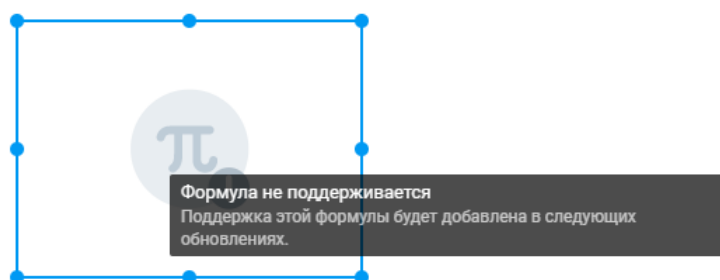 π
Формула не поддерживается
Поддержка этой формулы будет добавлена в следующих
обновлениях.